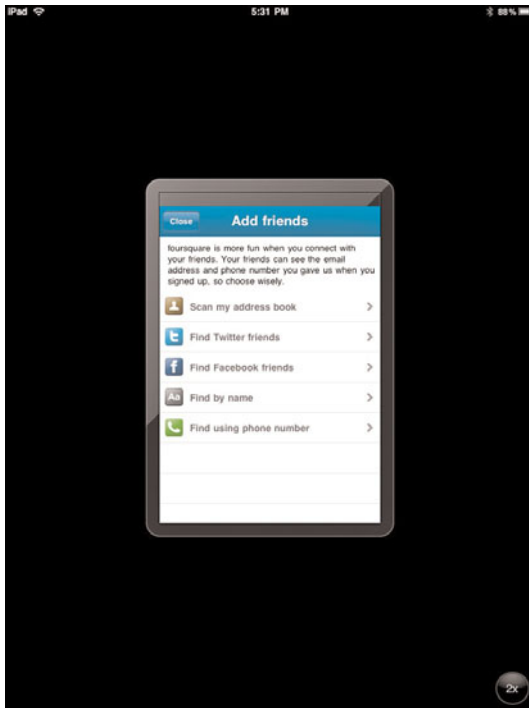 iPad 5:31 PM 88%
Close Add friends
foursquare is more fun when you connect with
your friends. Your friends can see the email
address and phone number you gave us when you
signed up, so choose wisely.
Scan my address book
t Find Twitter friends
f Find Facebook friends
Aa Find by name
Find using phone number
2x